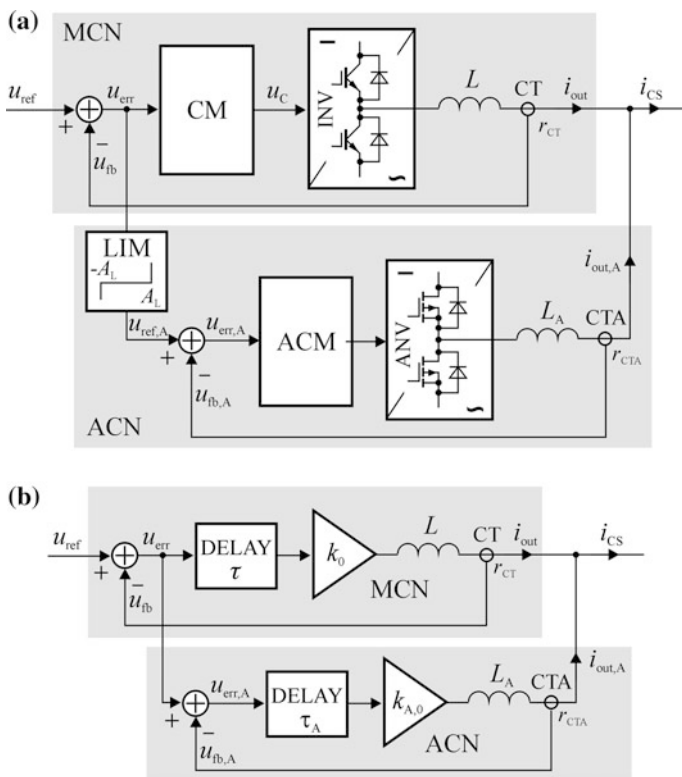 (a)
MCN
u_ref
+
−
u_err
u_fb
CM
u_C
INV
L
CT
r_CT
i_out
i_CS
LIM
-A_L
A_L
u_ref,A
+
−
u_err,A
u_fb,A
ACM
ANV
L_A
CTA
r_CTA
i_out,A
ACN
(b)
u_ref
+
−
u_err
u_fb
DELAY
τ
k_0
L
CT
r_CT
i_out
i_CS
MCN
+
−
u_err,A
u_fb,A
DELAY
τ_A
k_A,0
L_A
CTA
r_CTA
i_out,A
ACN